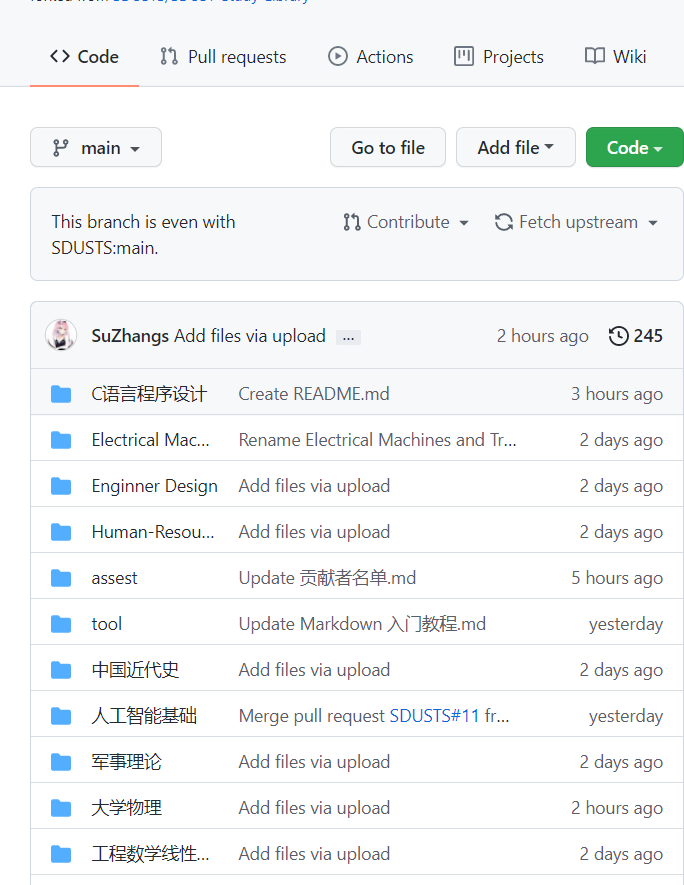 Code Pull requests Actions Projects Wiki
main Go to file Add file Code
This branch is even with
SDUSTS:main.
Contribute Fetch upstream
SuZhangs Add files via upload ... 2 hours ago 245
C语言程序设计 Create README.md 3 hours ago
Electrical Mac... Rename Electrical Machines and Tr... 2 days ago
Enginner Design Add files via upload 2 days ago
Human-Resou... Add files via upload 2 days ago
assest Update 贡献者名单.md 5 hours ago
tool Update Markdown 入门教程.md yesterday
中国近代史 Add files via upload 2 days ago
人工智能基础 Merge pull request SDUSTS#11 fr... yesterday
军事理论 Add files via upload 2 days ago
大学物理 Add files via upload 2 hours ago
工程数学线性... Add files via upload 2 days ago